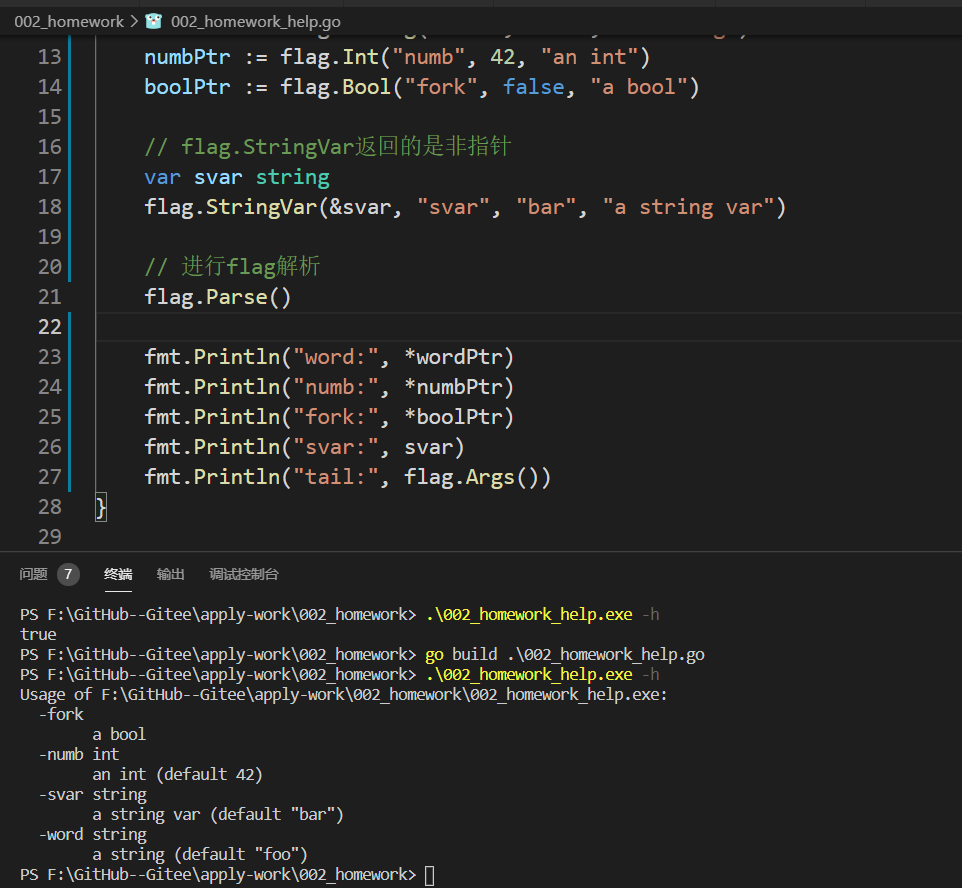 002_homework > 002_homework_help.go
13 numbPtr := flag.Int("numb", 42, "an int")
14 boolPtr := flag.Bool("fork", false, "a bool")
15
16 // flag.StringVar返回的是非指针
17 var svar string
18 flag.StringVar(&svar, "svar", "bar", "a string var")
19
20 // 进行flag解析
21 flag.Parse()
22
23 fmt.Println("word:", *wordPtr)
24 fmt.Println("numb:", *numbPtr)
25 fmt.Println("fork:", *boolPtr)
26 fmt.Println("svar:", svar)
27 fmt.Println("tail:", flag.Args())
28 }
29
问题 7 终端 输出 调试控制台
PS F:\GitHub--Gitee\apply-work\002_homework> .\002_homework_help.exe -h
true
PS F:\GitHub--Gitee\apply-work\002_homework> go build .\002_homework_help.go
PS F:\GitHub--Gitee\apply-work\002_homework> .\002_homework_help.exe -h
Usage of F:\GitHub--Gitee\apply-work\002_homework\002_homework_help.exe:
-fork
a bool
-numb int
an int (default 42)
-svar string
a string var (default "bar")
-word string
a string (default "foo")
PS F:\GitHub--Gitee\apply-work\002_homework>